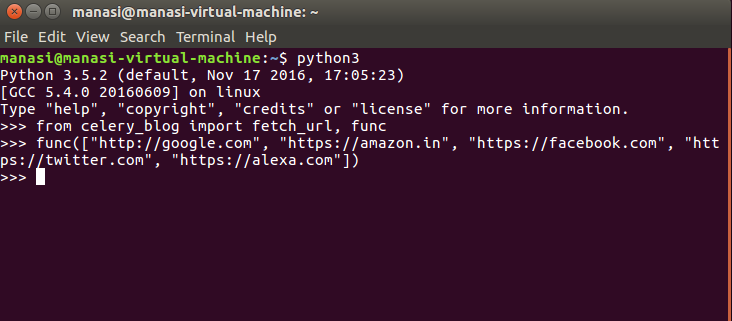 manasi@manasi-virtual-machine: ~
File Edit View Search Terminal Help
manasi@manasi-virtual-machine:~$ python3
Python 3.5.2 (default, Nov 17 2016, 17:05:23)
[GCC 5.4.0 20160609] on linux
Type "help", "copyright", "credits" or "license" for more information.
>>> from celery_blog import fetch_url, func
>>> func(["http://google.com", "https://amazon.in", "https://facebook.com", "htt
ps://twitter.com", "https://alexa.com"])
>>>